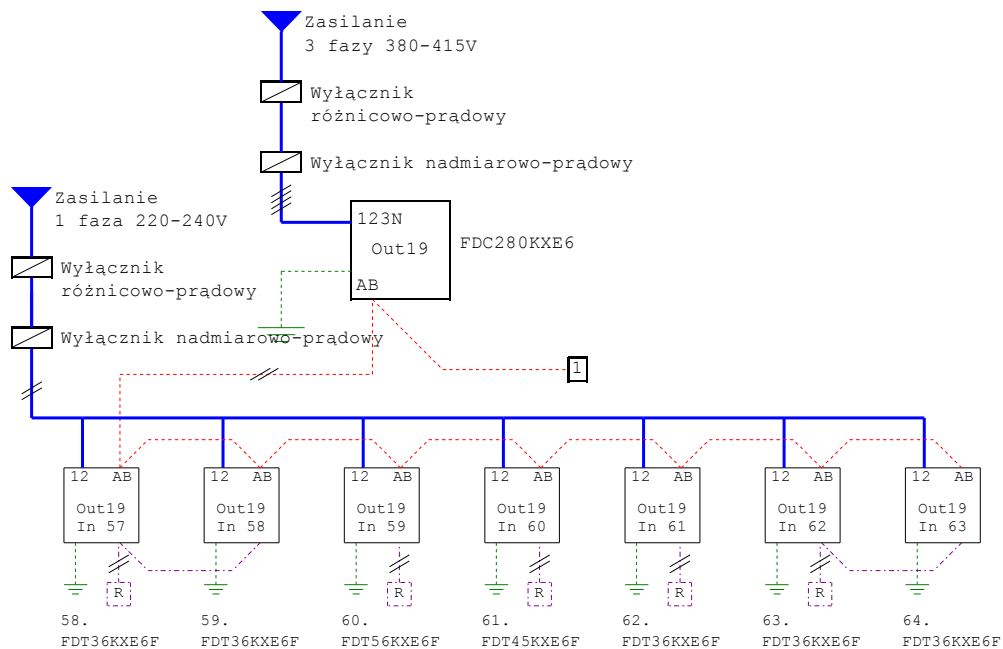 Zasilanie
3 fazy 380-415V
Wyłącznik
różnicowo-prądowy
Wyłącznik nadmiarowo-prądowy
Zasilanie
1 faza 220-240V
123N
Out19
FDC280KXE6
Wyłącznik
różnicowo-prądowy
AB
Wyłącznik nadmiarowo-prądowy
1
12 AB 12 AB 12 AB 12 AB 12 AB 12 AB 12 AB
Out19 Out19 Out19 Out19 Out19 Out19 Out19
In 57 In 58 In 59 In 60 In 61 In 62 In 63
R R R R R
58. 59. 60. 61. 62. 63. 64.
FDT36KXE6F FDT36KXE6F FDT56KXE6F FDT45KXE6F FDT36KXE6F FDT36KXE6F FDT36KXE6F